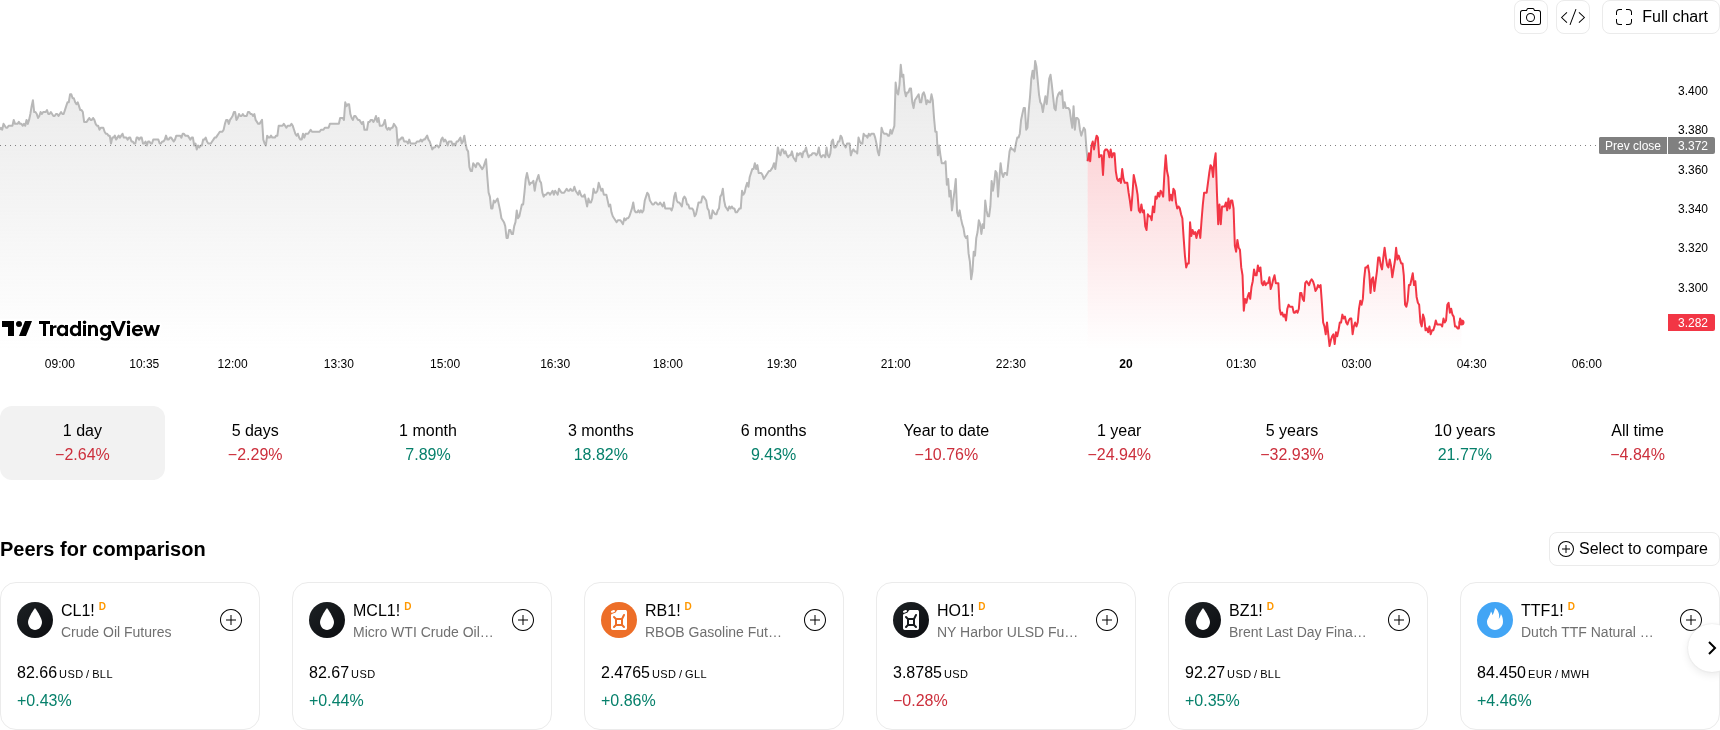 Full chart
3.400
3.380
Prev close 3.372
3.360
3.340
3.320
3.300
3.282
TradingView
09:00 10:35 12:00 13:30 15:00 16:30 18:00 19:30 21:00 22:30 20 01:30 03:00 04:30 06:00
1 day 5 days 1 month 3 months 6 months Year to date 1 year 5 years 10 years All time
−2.64% −2.29% 7.89% 18.82% 9.43% −10.76% −24.94% −32.93% 21.77% −4.84%
Peers for comparison
Select to compare
CL1! D
Crude Oil Futures
82.66 USD / BLL
+0.43%
MCL1! D
Micro WTI Crude Oil…
82.67 USD
+0.44%
RB1! D
RBOB Gasoline Fut…
2.4765 USD / GLL
+0.86%
HO1! D
NY Harbor ULSD Fu…
3.8785 USD
−0.28%
BZ1! D
Brent Last Day Fina…
92.27 USD / BLL
+0.35%
TTF1! D
Dutch TTF Natural …
84.450 EUR / MWH
+4.46%